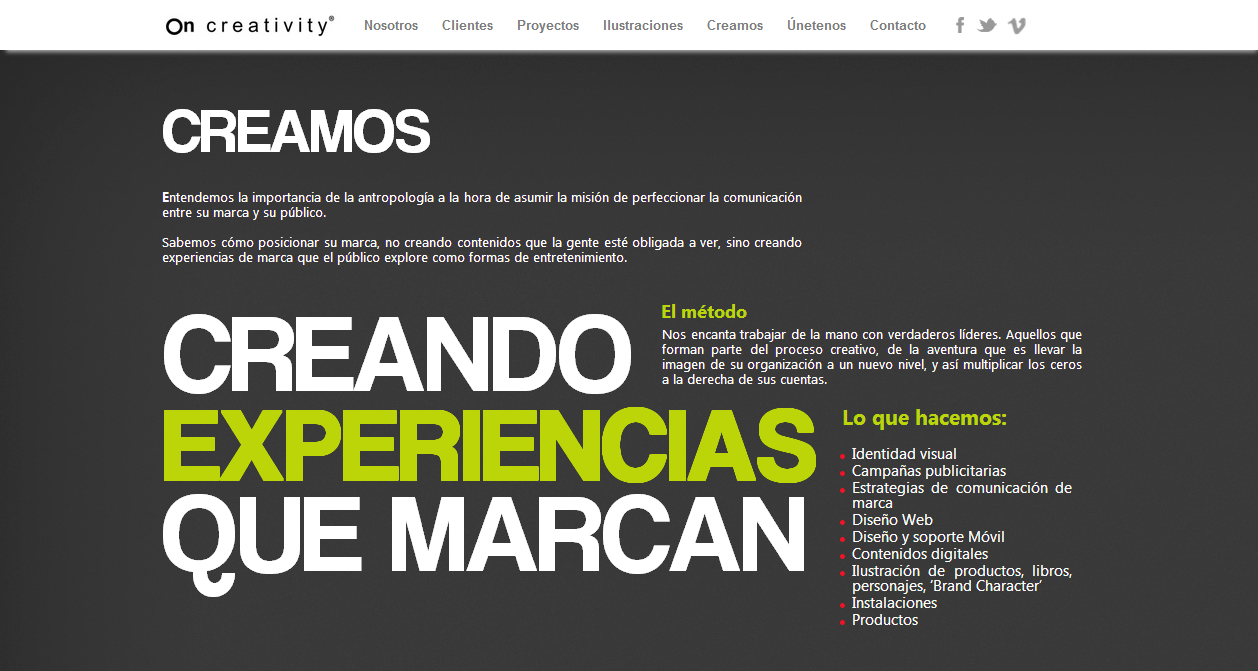 On creativity®
Nosotros Clientes Proyectos Ilustraciones Creamos Únetenos Contacto
CREAMOS
Entendemos la importancia de la antropología a la hora de asumir la misión de perfeccionar la comunicación
entre su marca y su público.
Sabemos cómo posicionar su marca, no creando contenidos que la gente esté obligada a ver, sino creando
experiencias de marca que el público explore como formas de entretenimiento.
CREANDO
EXPERIENCIAS
QUE MARCAN
El método
Nos encanta trabajar de la mano con verdaderos líderes. Aquellos que
forman parte del proceso creativo, de la aventura que es llevar la
imagen de su organización a un nuevo nivel, y así multiplicar los ceros
a la derecha de sus cuentas.
Lo que hacemos:
Identidad visual
Campañas publicitarias
Estrategias de comunicación de
marca
Diseño Web
Diseño y soporte Móvil
Contenidos digitales
Ilustración de productos, libros,
personajes, ‘Brand Character’
Instalaciones
Productos